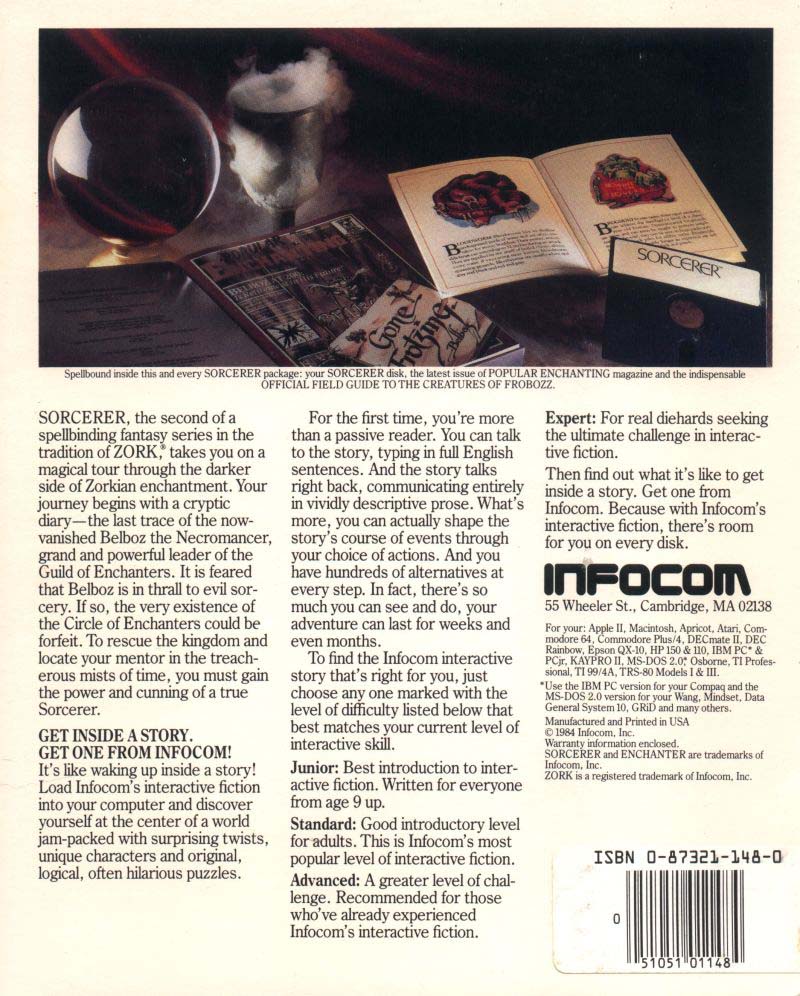 POPULAR
ENCHANTING
Gone
Frotzing
Belboz
BLOODWORM
BROGMOID
SORCERER
Spellbound inside this and every SORCERER package: your SORCERER disk, the latest issue of POPULAR ENCHANTING magazine and the indispensable
OFFICIAL FIELD GUIDE TO THE CREATURES OF FROBOZZ.
SORCERER, the second of a
spellbinding fantasy series in the
tradition of ZORK,® takes you on a
magical tour through the darker
side of Zorkian enchantment. Your
journey begins with a cryptic
diary—the last trace of the now-
vanished Belboz the Necromancer,
grand and powerful leader of the
Guild of Enchanters. It is feared
that Belboz is in thrall to evil sor-
cery. If so, the very existence of
the Circle of Enchanters could be
forfeit. To rescue the kingdom and
locate your mentor in the treach-
erous mists of time, you must gain
the power and cunning of a true
Sorcerer.
GET INSIDE A STORY.
GET ONE FROM INFOCOM!
It's like waking up inside a story!
Load Infocom's interactive fiction
into your computer and discover
yourself at the center of a world
jam-packed with surprising twists,
unique characters and original,
logical, often hilarious puzzles.
For the first time, you're more
than a passive reader. You can talk
to the story, typing in full English
sentences. And the story talks
right back, communicating entirely
in vividly descriptive prose. What's
more, you can actually shape the
story's course of events through
your choice of actions. And you
have hundreds of alternatives at
every step. In fact, there's so
much you can see and do, your
adventure can last for weeks and
even months.
To find the Infocom interactive
story that's right for you, just
choose any one marked with the
level of difficulty listed below that
best matches your current level of
interactive skill.
Junior: Best introduction to inter-
active fiction. Written for everyone
from age 9 up.
Standard: Good introductory level
for adults. This is Infocom's most
popular level of interactive fiction.
Advanced: A greater level of chal-
lenge. Recommended for those
who've already experienced
Infocom's interactive fiction.
Expert: For real diehards seeking
the ultimate challenge in interac-
tive fiction.
Then find out what it's like to get
inside a story. Get one from
Infocom. Because with Infocom's
interactive fiction, there's room
for you on every disk.
INFOCOM
55 Wheeler St., Cambridge, MA 02138
For your: Apple II, Macintosh, Apricot, Atari, Com-
modore 64, Commodore Plus/4, DECmate II, DEC
Rainbow, Epson QX-10, HP 150 & 110, IBM PC* &
PCjr, KAYPRO II, MS-DOS 2.0,* Osborne, TI Profes-
sional, TI 99/4A, TRS-80 Models I & III.
*Use the IBM PC version for your Compaq and the
MS-DOS 2.0 version for your Wang, Mindset, Data
General System 10, GRiD and many others.
Manufactured and Printed in USA
© 1984 Infocom, Inc.
Warranty information enclosed.
SORCERER and ENCHANTER are trademarks of
Infocom, Inc.
ZORK is a registered trademark of Infocom, Inc.
ISBN 0-87321-148-0
0
51051 01148